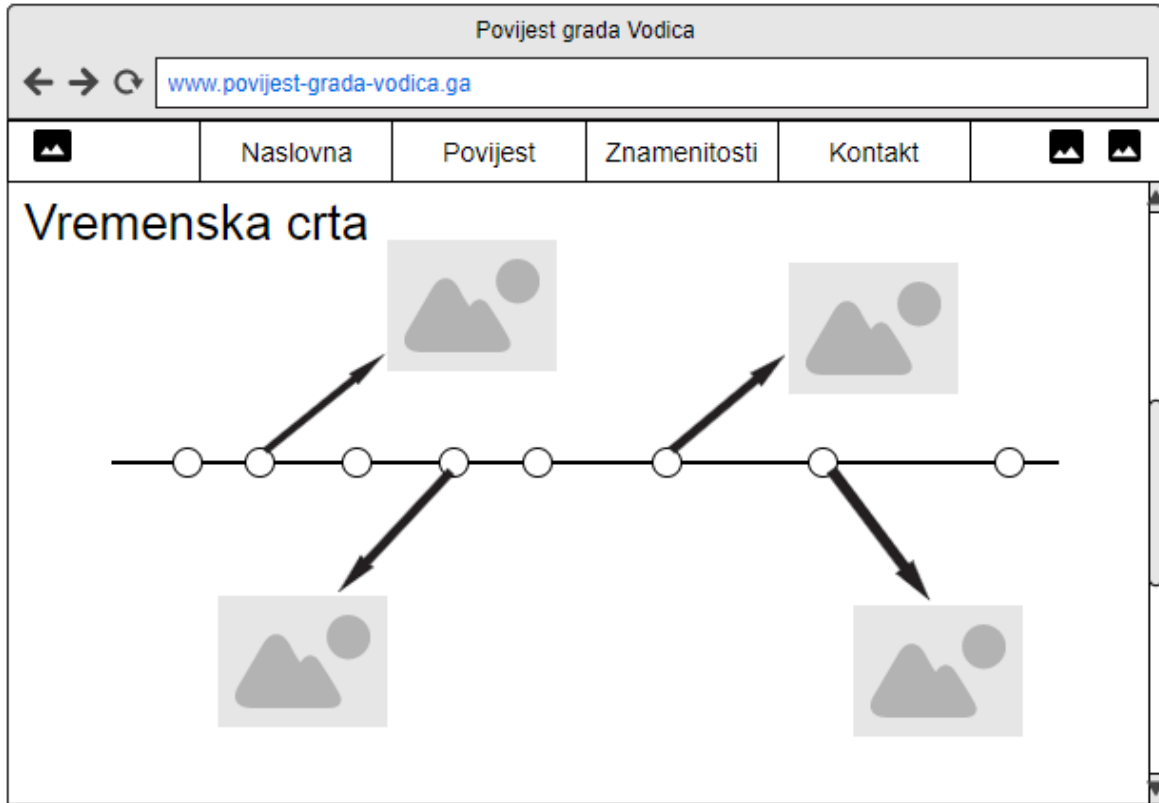 Povijest grada Vodica
www.povijest-grada-vodica.ga
Naslovna Povijest Znamenitosti Kontakt
Vremenska crta